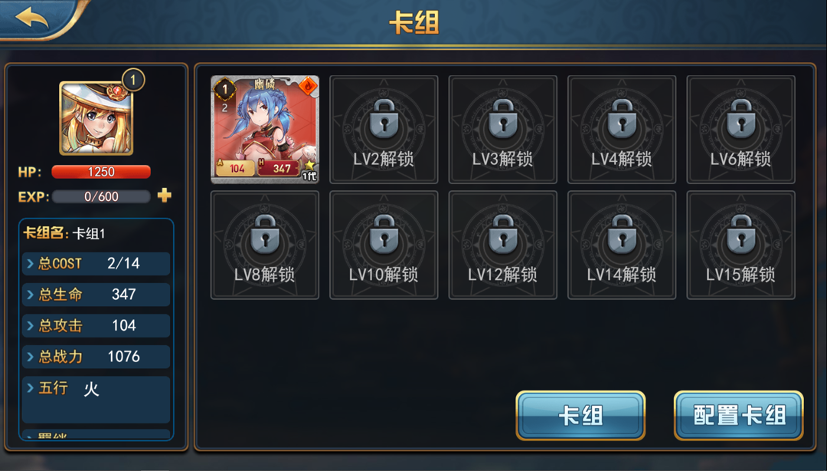 卡组
1
HP: 1250
EXP: 0/600
卡组名: 卡组1
总COST 2/14
总生命 347
总攻击 104
总战力 1076
五行 火
1
2
A 104
H 347
1代
LV2解锁
LV3解锁
LV4解锁
LV6解锁
LV8解锁
LV10解锁
LV12解锁
LV14解锁
LV15解锁
卡组
配置卡组